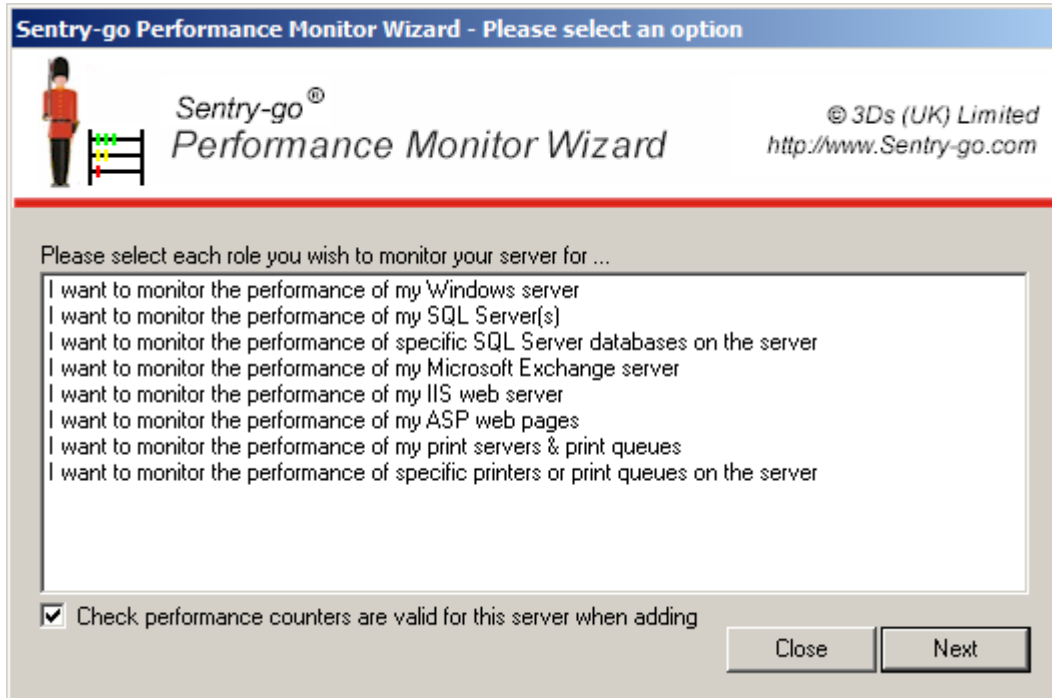 Sentry-go Performance Monitor Wizard - Please select an option
Sentry-go®
Performance Monitor Wizard
© 3Ds (UK) Limited
http://www.Sentry-go.com
Please select each role you wish to monitor your server for ...
I want to monitor the performance of my Windows server
I want to monitor the performance of my SQL Server(s)
I want to monitor the performance of specific SQL Server databases on the server
I want to monitor the performance of my Microsoft Exchange server
I want to monitor the performance of my IIS web server
I want to monitor the performance of my ASP web pages
I want to monitor the performance of my print servers & print queues
I want to monitor the performance of specific printers or print queues on the server
Check performance counters are valid for this server when adding
Close
Next